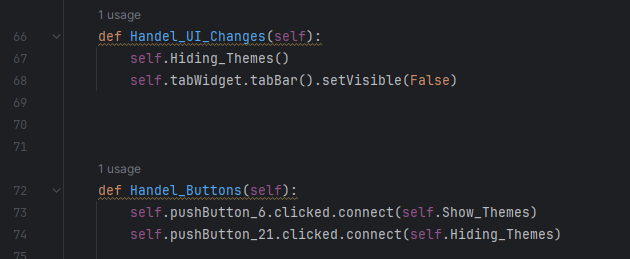 1 usage
66 def Handel_UI_Changes(self):
67 self.Hiding_Themes()
68 self.tabWidget.tabBar().setVisible(False)
69
70
71
1 usage
72 def Handel_Buttons(self):
73 self.pushButton_6.clicked.connect(self.Show_Themes)
74 self.pushButton_21.clicked.connect(self.Hiding_Themes)
75